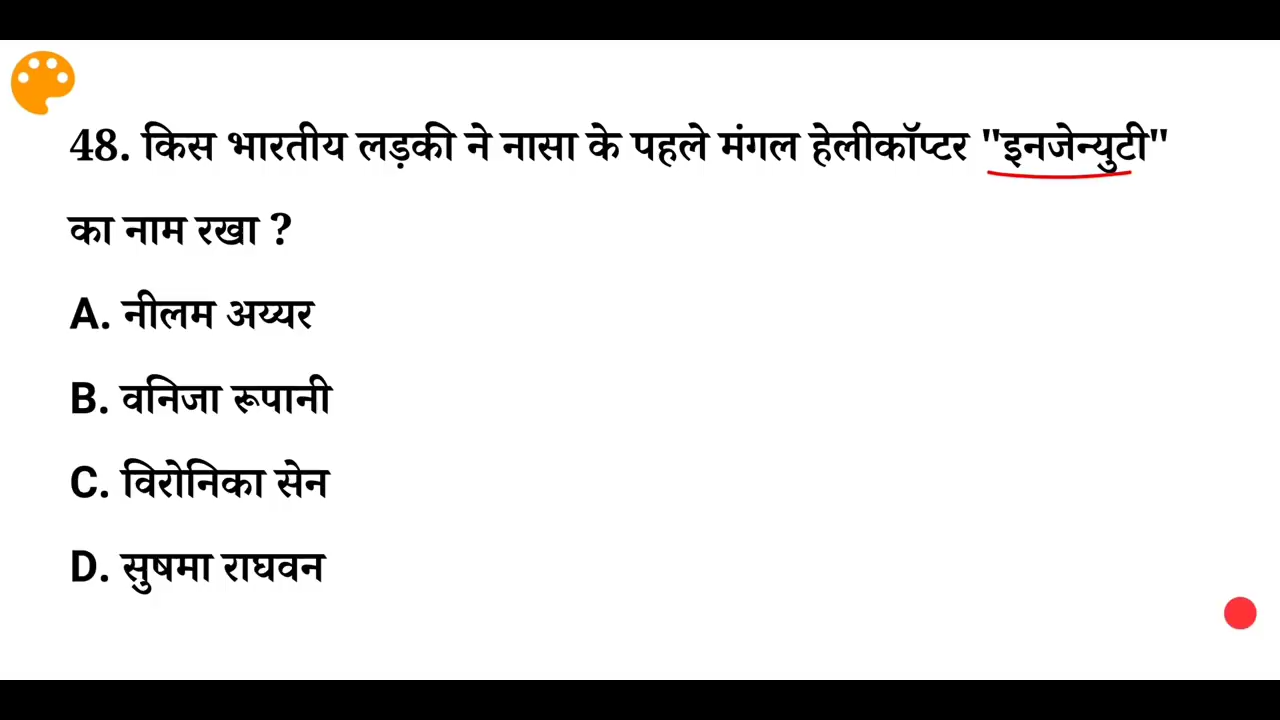 48. किस भारतीय लड़की ने नासा के पहले मंगल हेलीकॉप्टर "इनजेन्युटी"
का नाम रखा ?
A. नीलम अय्यर
B. वनिजा रूपानी
C. विरोनिका सेन
D. सुषमा राघवन